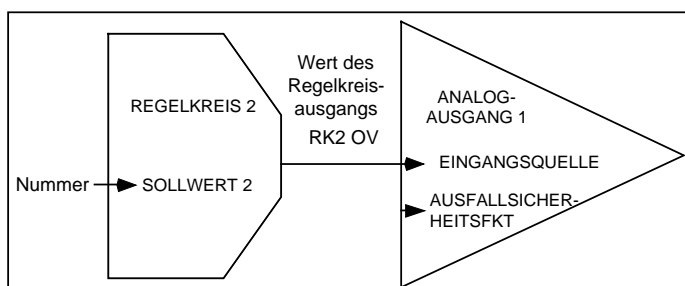 REGELKREIS 2
Nummer
SOLLWERT 2
Wert des
Regelkreis-
ausgangs
RK2 OV
ANALOG-
AUSGANG 1
EINGANGSQUELLE
AUSFALLSICHER-
HEITSFKT